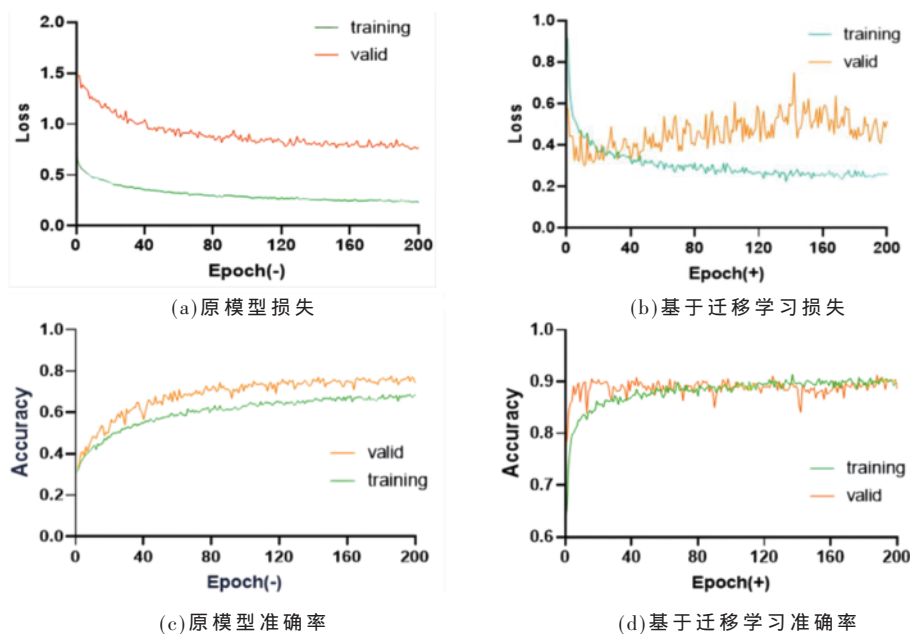 2.0
1.5
1.0
0.5
0.0
Loss
training
valid
0 40 80 120 160 200
Epoch(-)
(a)原模型损失
1.0
0.8
0.6
0.4
0.2
0.0
Loss
training
valid
0 40 80 120 160 200
Epoch(+)
(b)基于迁移学习损失
1.0
0.8
0.6
0.4
0.2
0.0
Accuracy
valid
training
0 40 80 120 160 200
Epoch(-)
(c)原模型准确率
1.0
0.9
0.8
0.7
0.6
Accuracy
training
valid
0 40 80 120 160 200
Epoch(+)
(d)基于迁移学习准确率